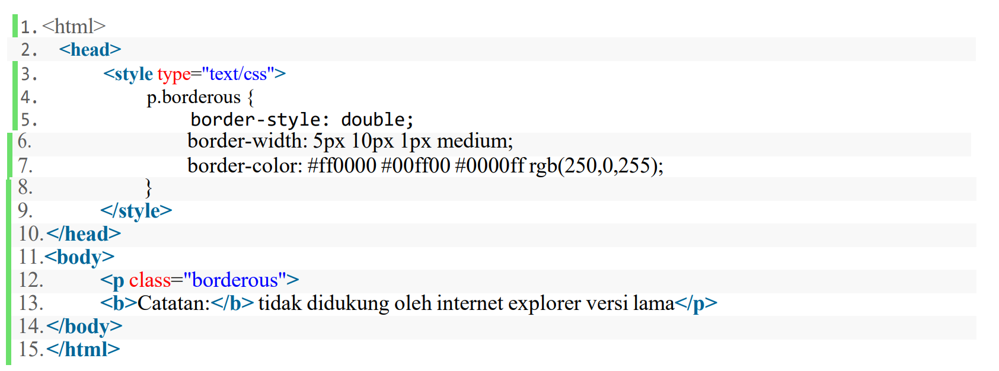 1. <html>
2. <head>
3. <style type="text/css">
4. p.borderous {
5. border-style: double;
6. border-width: 5px 10px 1px medium;
7. border-color: #ff0000 #00ff00 #0000ff rgb(250,0,255);
8. }
9. </style>
10. </head>
11.<body>
12. <p class="borderous">
13. <b>Catatan:</b> tidak didukung oleh internet explorer versi lama</p>
14. </body>
15. </html>